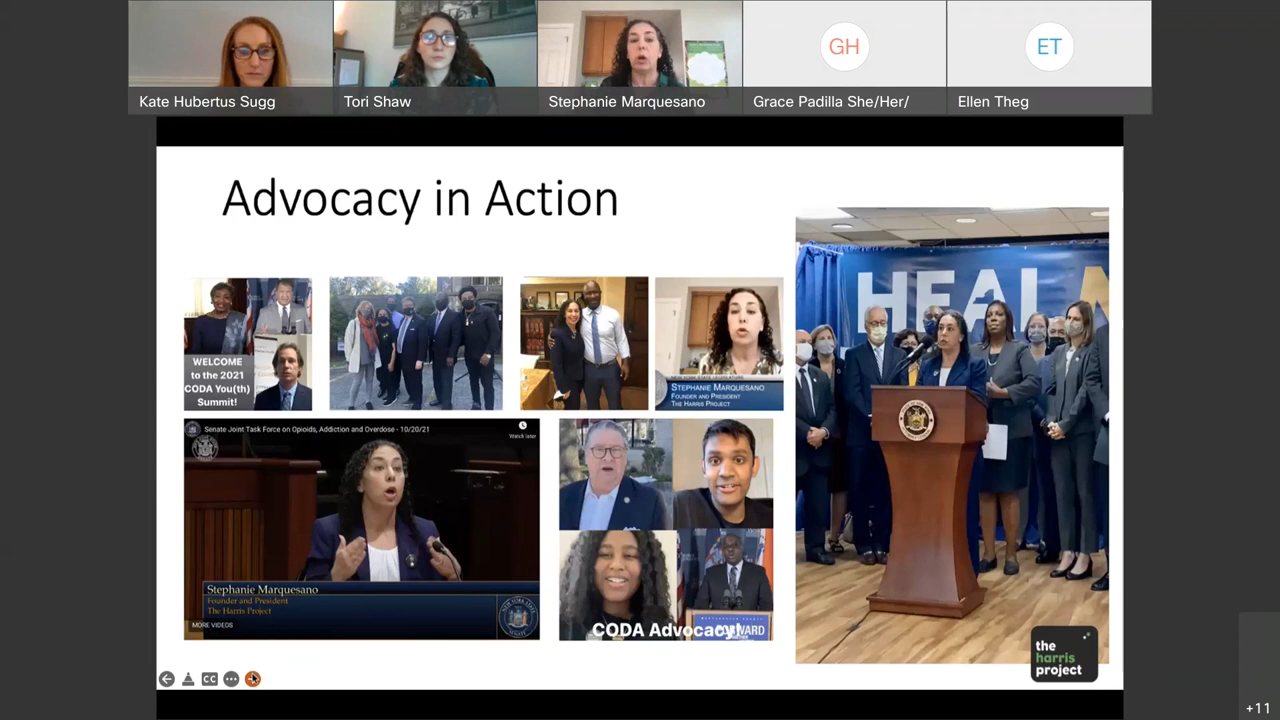 GH
ET
Kate Hubertus Sugg
Tori Shaw
Stephanie Marquesano
Grace Padilla She/Her/
Ellen Theg
Advocacy in Action
WELCOME
to the 2021
CODA You(th)
Summit!
STEPHANIE MARQUESANO
FOUNDER AND PRESIDENT
THE HARRIS PROJECT
HEAL
Senate Joint Task Force on Opioids, Addiction and Overdose - 10/20/21
Watch later
Stephanie Marquesano
Founder and President
The Harris Project
MORE VIDEOS
CODA Advocacy!
the
harris
project
CC
+11